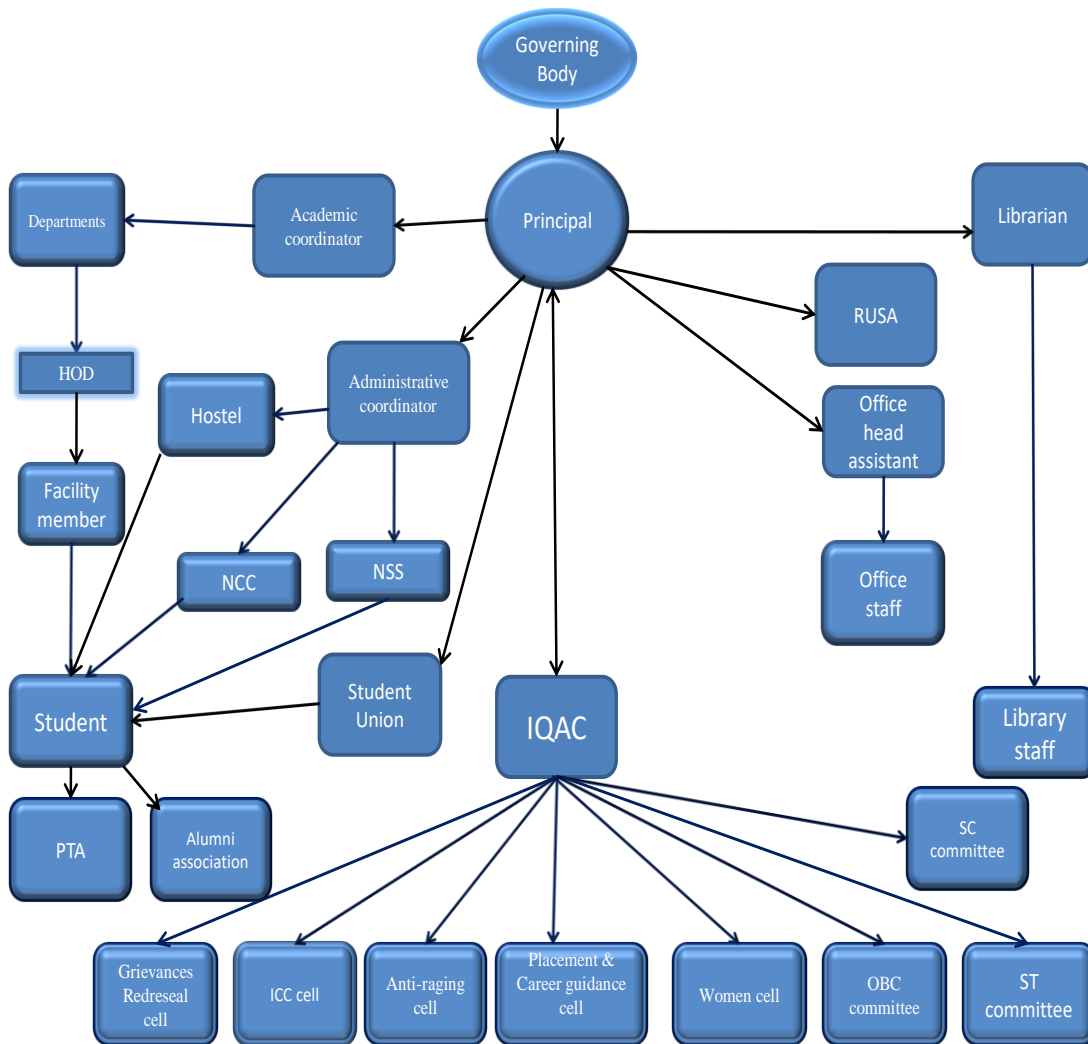 Governing
Body
Principal
Academic
coordinator
Departments
Librarian
RUSA
HOD
Hostel
Administrative
coordinator
Office
head
assistant
Facility
member
NCC
NSS
Office
staff
Student
Student
Union
IQAC
Library
staff
PTA
Alumni
association
SC
committee
Grievances
Redreseal
cell
ICC cell
Anti-raging
cell
Placement &
Career guidance
cell
Women cell
OBC
committee
ST
committee